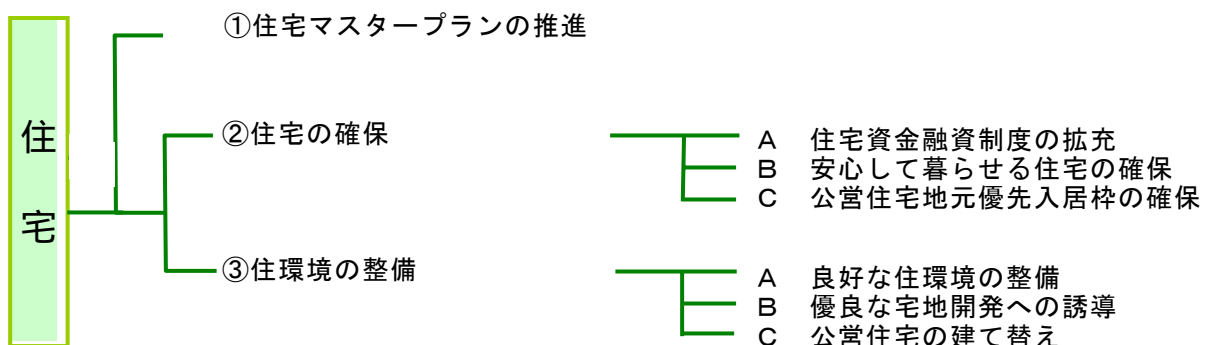 住宅
①住宅マスタープランの推進
②住宅の確保
A 住宅資金融資制度の拡充
B 安心して暮らせる住宅の確保
C 公営住宅地元優先入居枠の確保
③住環境の整備
A 良好な住環境の整備
B 優良な宅地開発への誘導
C 公営住宅の建て替え